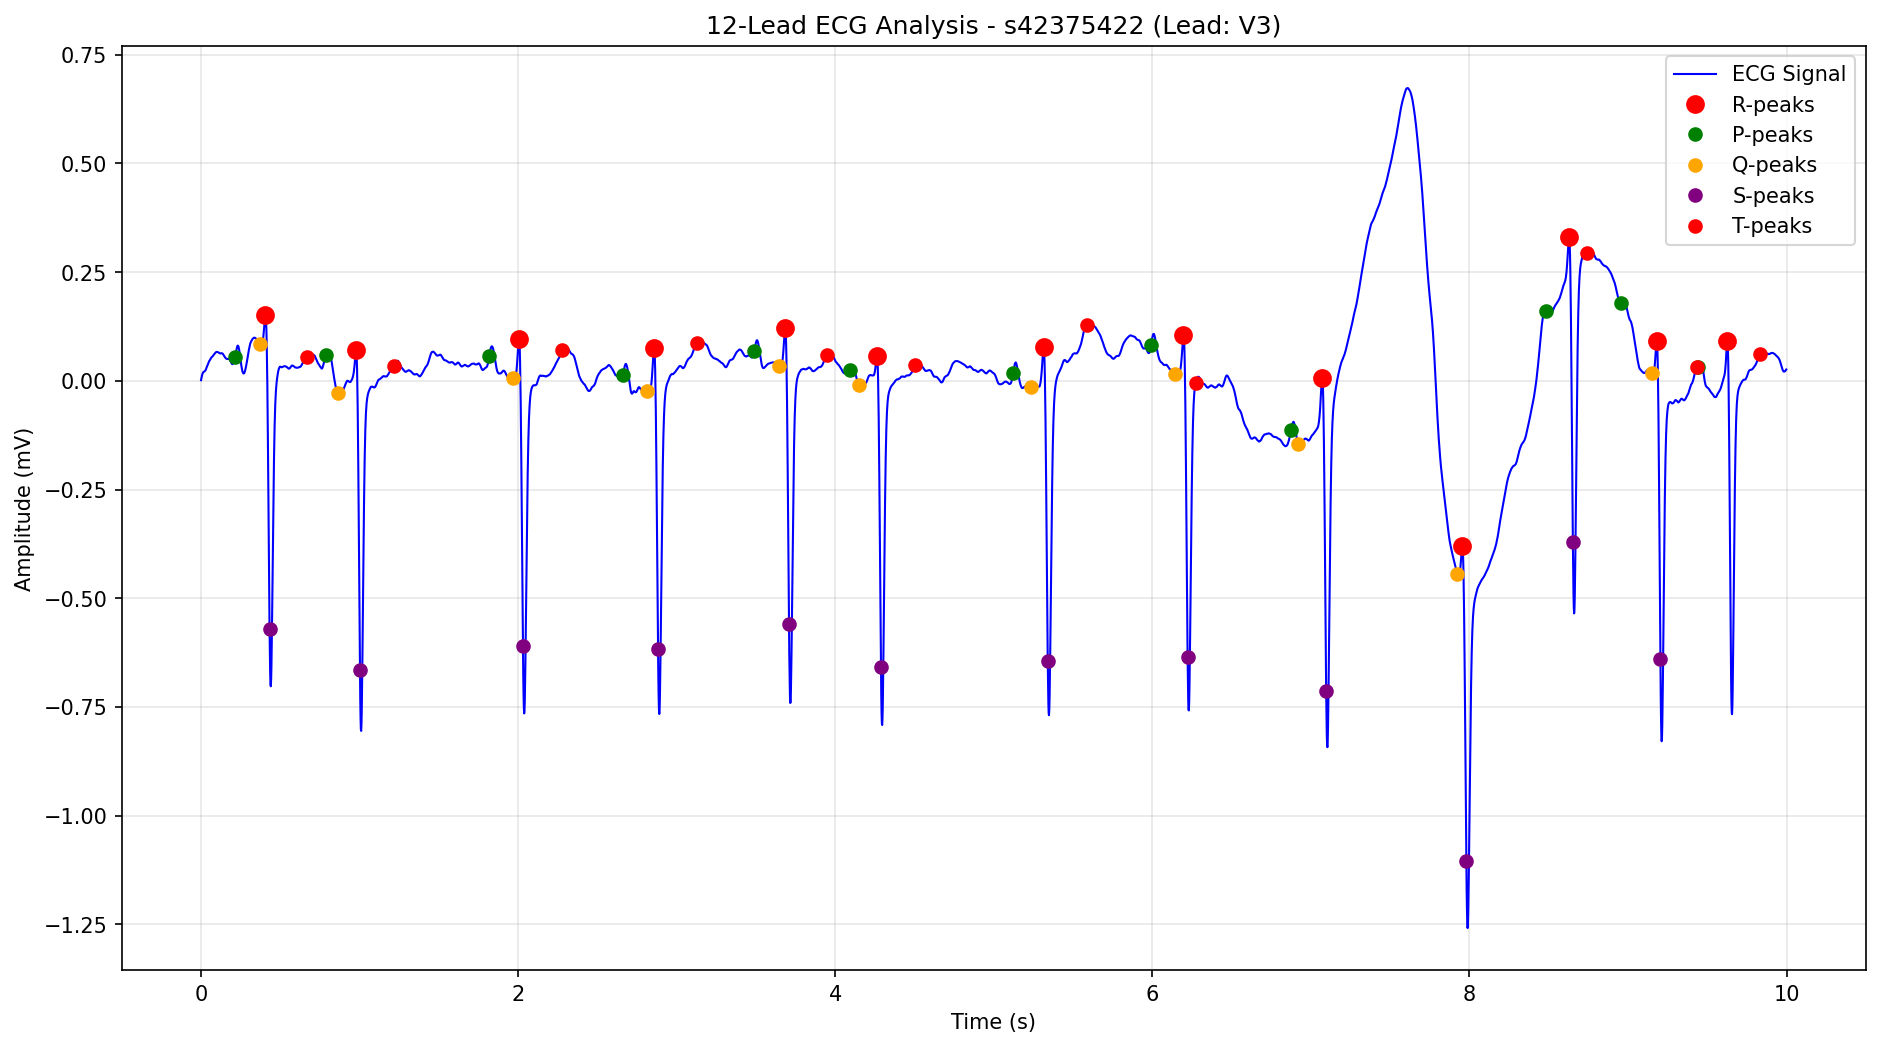 12-Lead ECG Analysis - s42375422 (Lead: V3)
ECG Signal
R-peaks
P-peaks
Q-peaks
S-peaks
T-peaks
Amplitude (mV)
0.75
0.50
0.25
0.00
−0.25
−0.50
−0.75
−1.00
−1.25
0 2 4 6 8 10
Time (s)